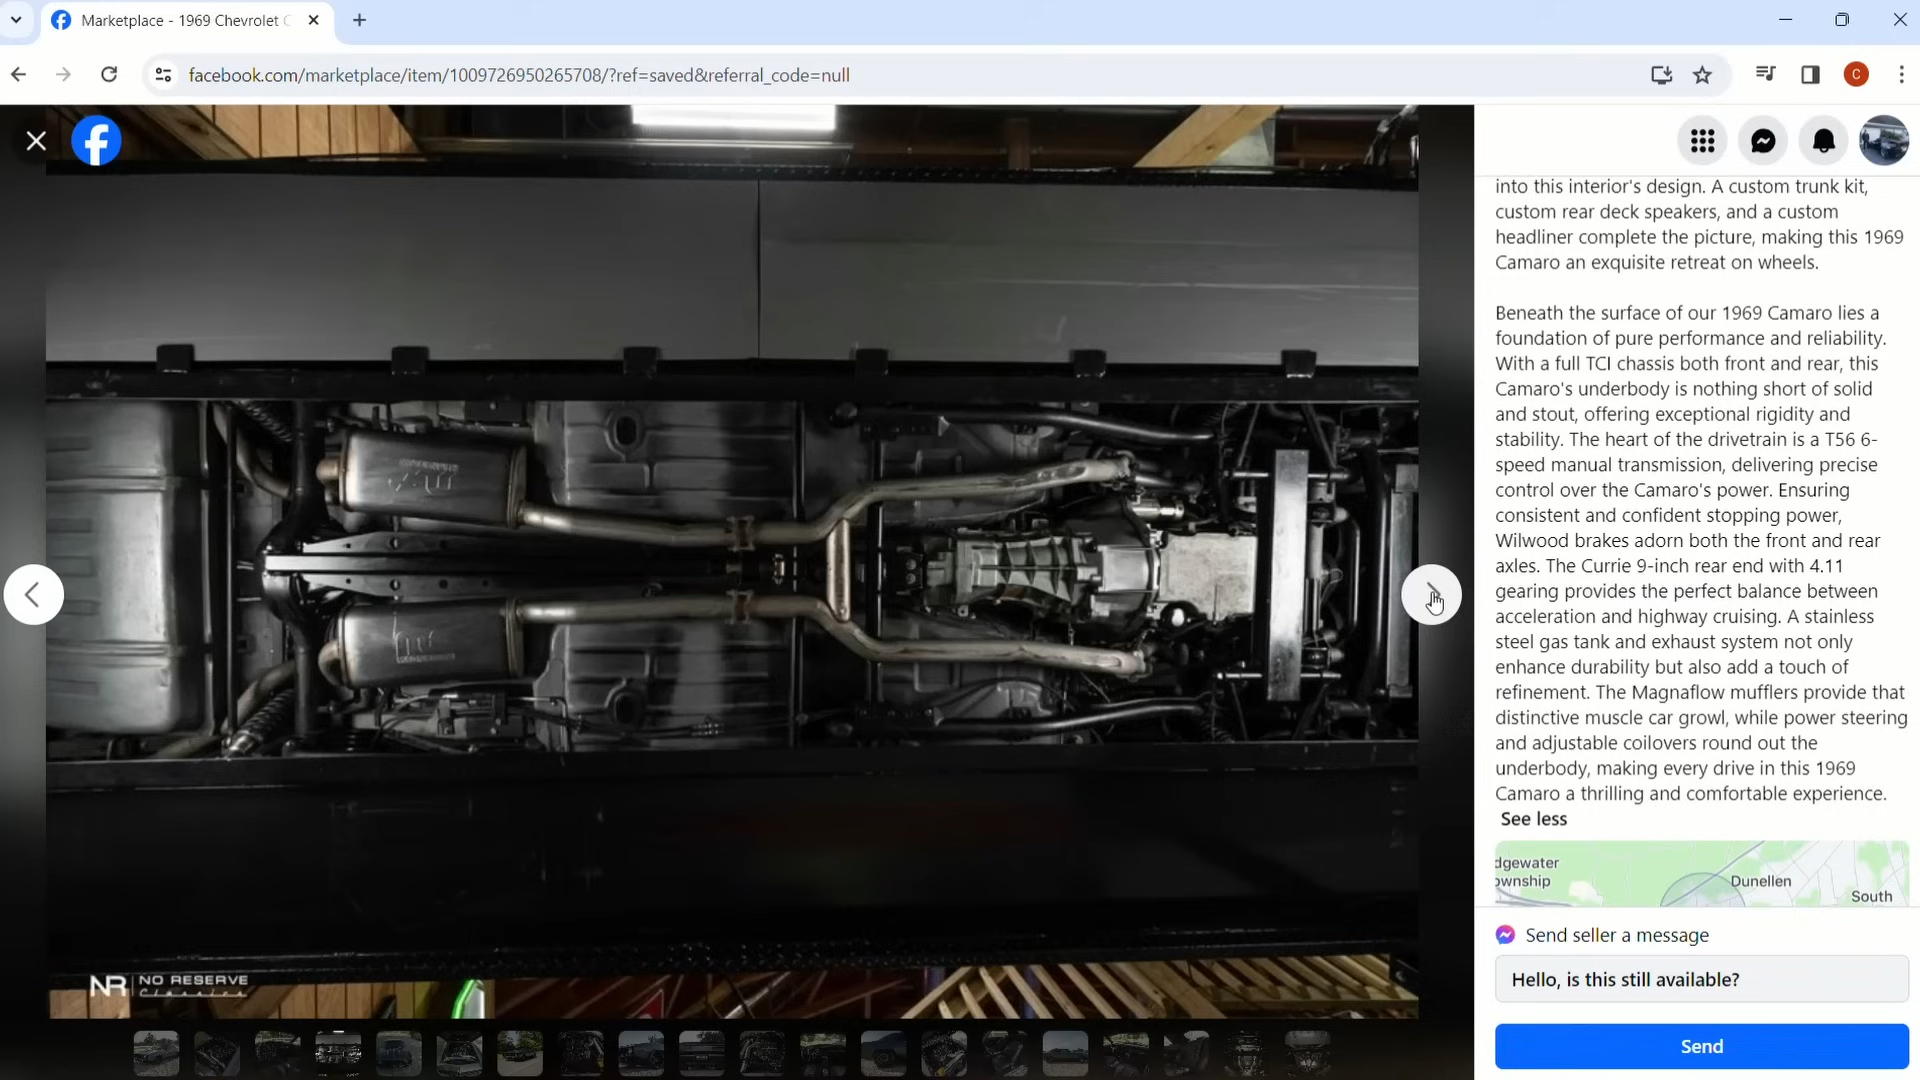 Marketplace - 1969 Chevrolet C
facebook.com/marketplace/item/1009726950265708/?ref=saved&referral_code=null
C
into this interior's design. A custom trunk kit,
custom rear deck speakers, and a custom
headliner complete the picture, making this 1969
Camaro an exquisite retreat on wheels.
Beneath the surface of our 1969 Camaro lies a
foundation of pure performance and reliability.
With a full TCI chassis both front and rear, this
Camaro's underbody is nothing short of solid
and stout, offering exceptional rigidity and
stability. The heart of the drivetrain is a T56 6-
speed manual transmission, delivering precise
control over the Camaro's power. Ensuring
consistent and confident stopping power,
Wilwood brakes adorn both the front and rear
axles. The Currie 9-inch rear end with 4.11
gearing provides the perfect balance between
acceleration and highway cruising. A stainless
steel gas tank and exhaust system not only
enhance durability but also add a touch of
refinement. The Magnaflow mufflers provide that
distinctive muscle car growl, while power steering
and adjustable coilovers round out the
underbody, making every drive in this 1969
Camaro a thrilling and comfortable experience.
See less
dgewater
ownship
Dunellen
South
Send seller a message
Hello, is this still available?
Send
NR NO RESERVE
Classics